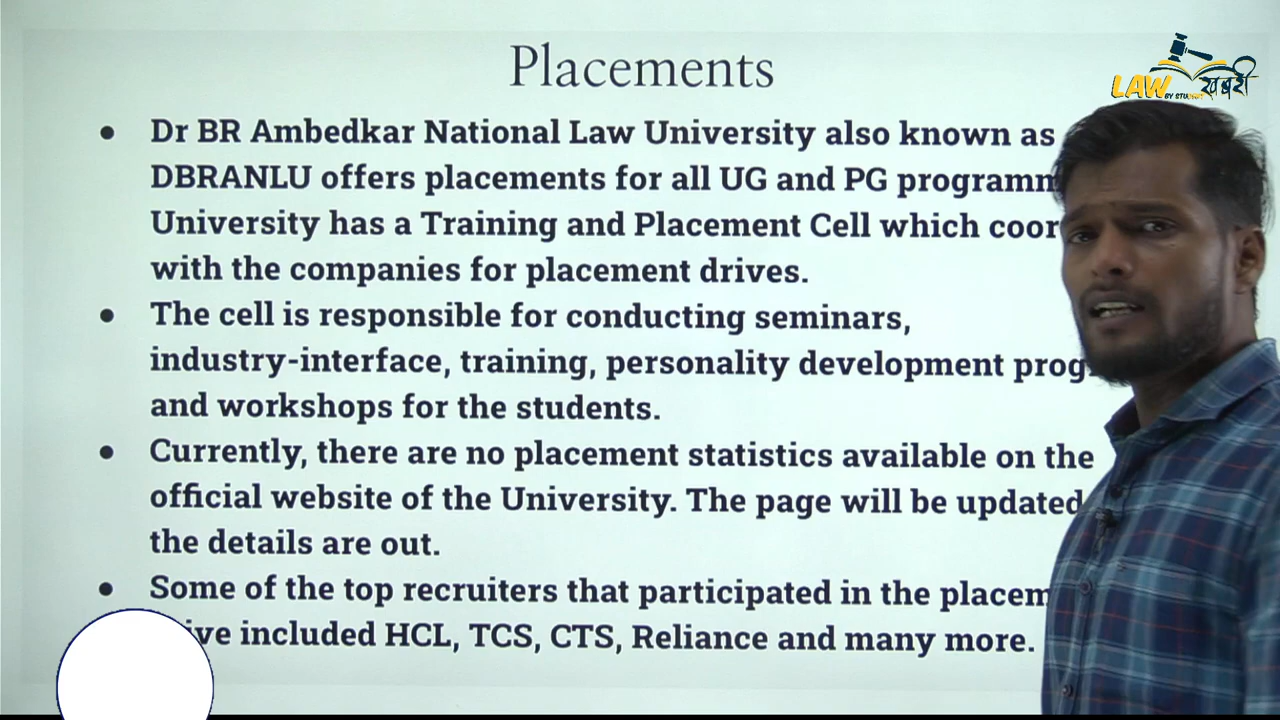 Placements
LAW खबरी
BY STUDENT
• Dr BR Ambedkar National Law University also known as
DBRANLU offers placements for all UG and PG
University has a Training and Placement Cell which
with the companies for placement drives.
• The cell is responsible for conducting seminars,
industry-interface, training, personality development
and workshops for the students.
• Currently, there are no placement statistics available on the
official website of the University. The page will be updated
the details are out.
• Some of the top recruiters that participated in the
included HCL, TCS, CTS, Reliance and many more.